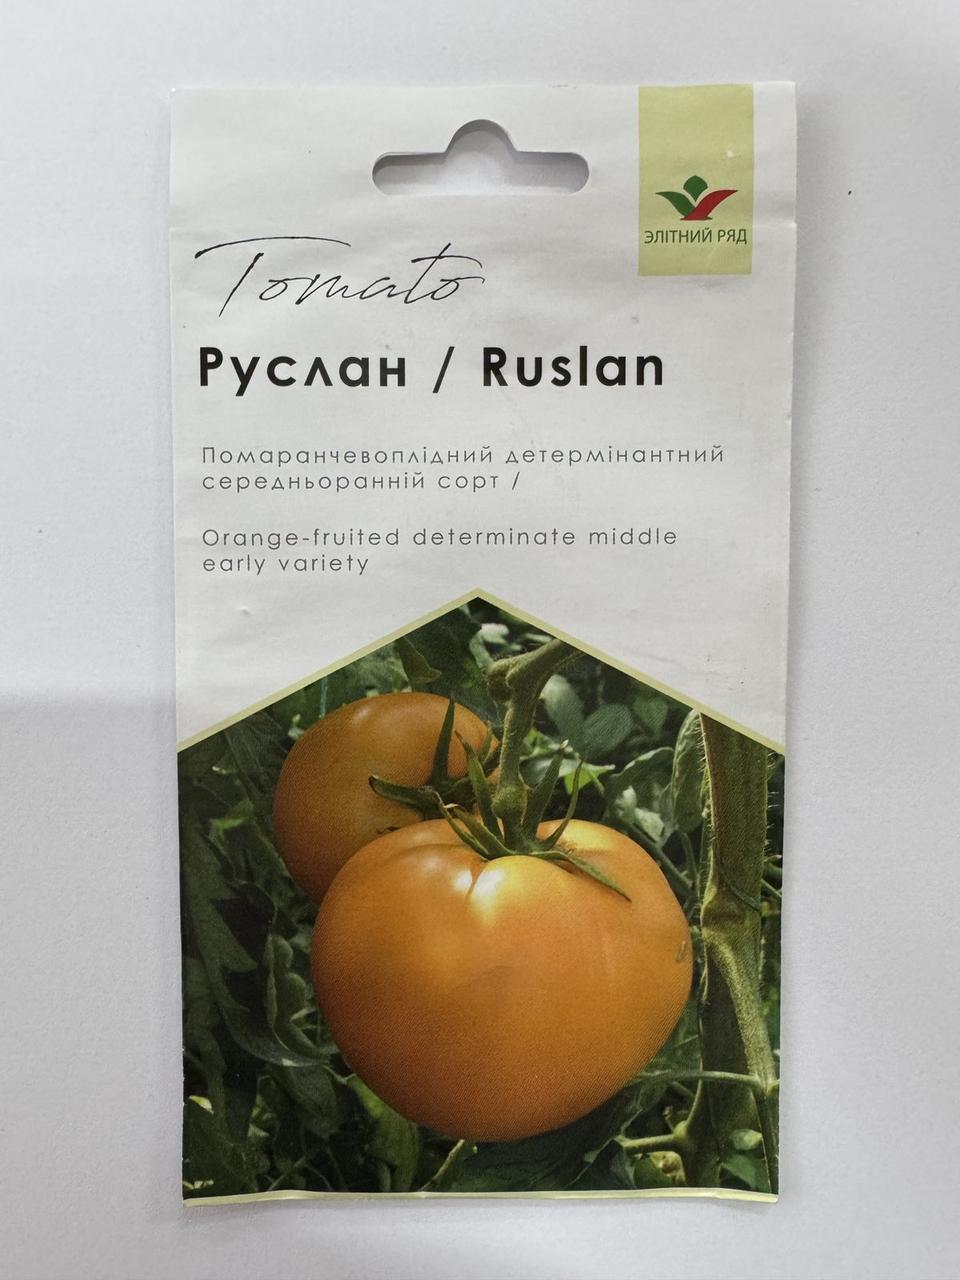 ЭЛІТНИЙ РЯД
Tomato
Руслан / Ruslan
Помаранчевоплідний детермінантний
середньоранній сорт /
Orange-fruited determinate middle
early variety